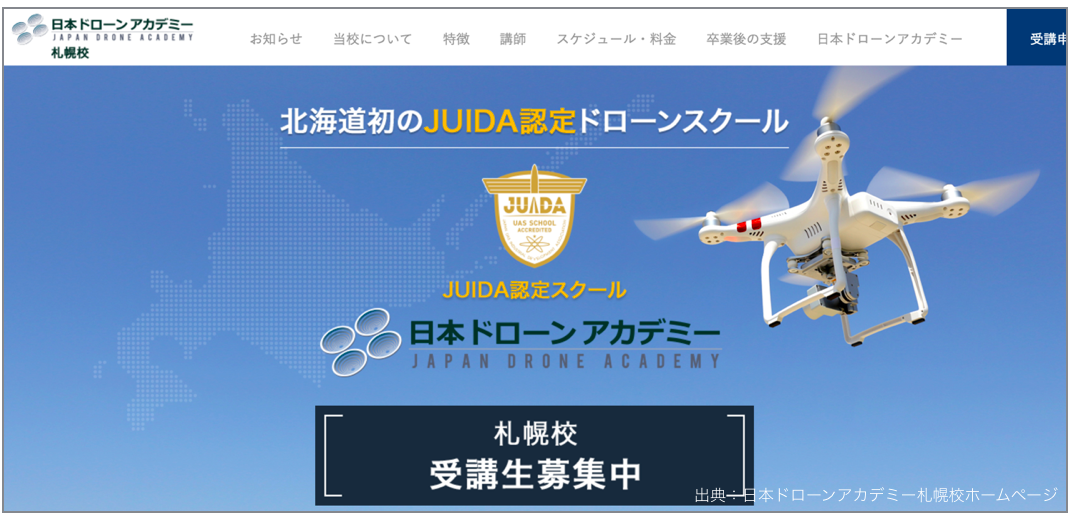 日本ドローンアカデミー
JAPAN DRONE ACADEMY
札幌校
お知らせ
当校について
特徴
講師
スケジュール・料金
卒業後の支援
日本ドローンアカデミー
受講申
北海道初のJUIDA認定ドローンスクール
JUIDA
UAS SCHOOL
ACCREDITED
JUIDA認定スクール
日本ドローンアカデミー
JAPAN DRONE ACADEMY
札幌校
受講生募集中
出典：日本ドローンアカデミー札幌校ホームページ